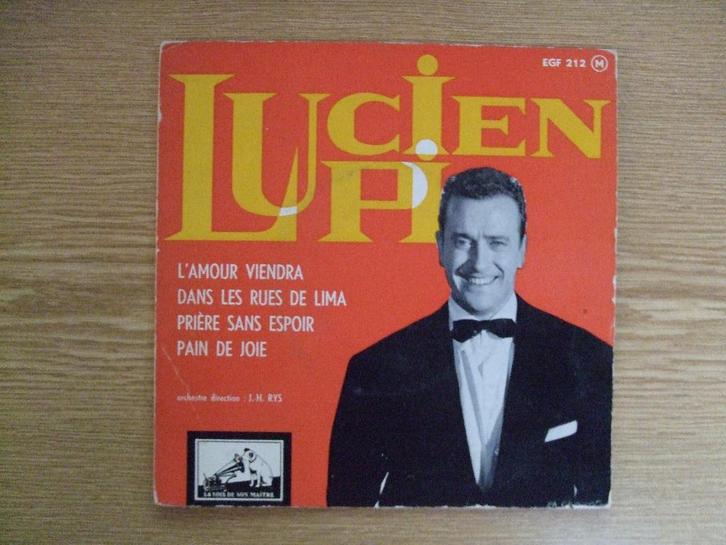 EGF 212 M
LUCIEN
LUPI
L'AMOUR VIENDRA
DANS LES RUES DE LIMA
PRIÈRE SANS ESPOIR
PAIN DE JOIE
orchestre direction : J.-H. RYS
LA VOIX DE SON MAÎTRE